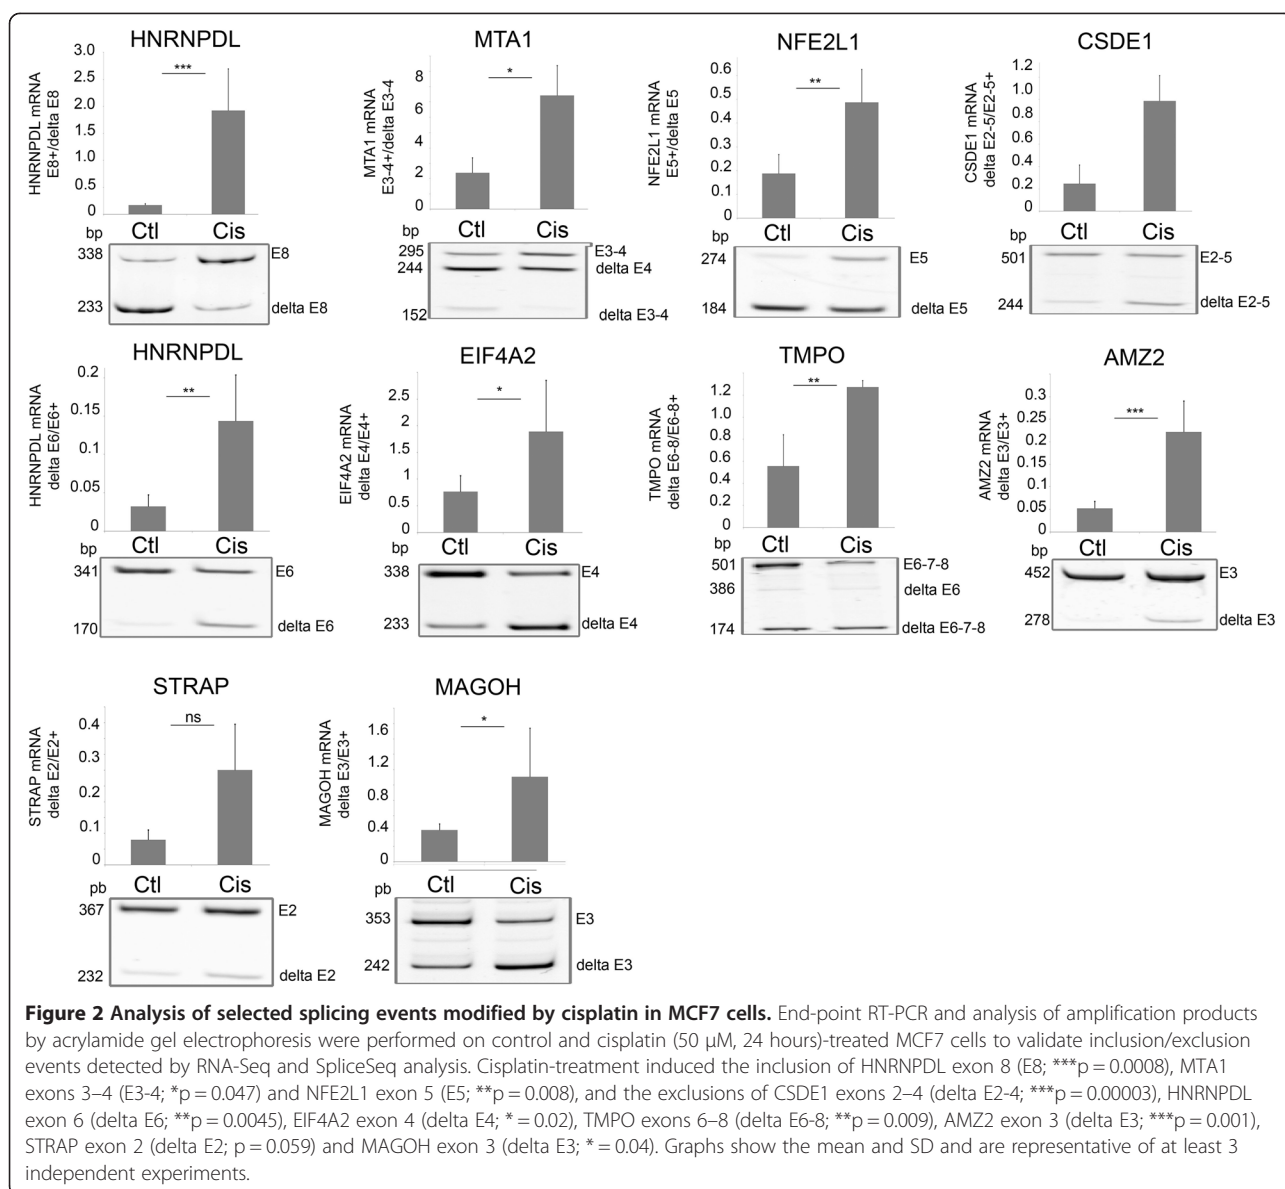 HNRNPDL
MTA1
NFE2L1
CSDE1
HNRNPDL mRNA
E8+/delta E8
3.0
2.5
2.0
1.5
1.0
0.5
0
***
MTA1 mRNA
E3-4+/delta E3-4
8
6
4
2
0
*
NFE2L1 mRNA
E5+/delta E5
0.6
0.5
0.4
0.3
0.2
0.1
0
**
CSDE1 mRNA
delta E2-5/E2-5+
1.2
1.0
0.8
0.6
0.4
0.2
0
bp
Ctl Cis
338
E8
233
delta E8
bp
Ctl Cis
295
E3-4
244
delta E4
152
delta E3-4
bp
Ctl Cis
274
E5
184
delta E5
bp
Ctl Cis
501
E2-5
244
delta E2-5
HNRNPDL
EIF4A2
TMPO
AMZ2
HNRNPDL mRNA
delta E6/E6+
0.2
0.15
0.1
0.05
0
**
EIF4A2 mRNA
delta E4/E4+
2.5
2
1.5
1
0.5
0
*
TMPO mRNA
delta E6-8/E6-8+
1.2
1.0
0.8
0.6
0.4
0.2
0
**
AMZ2 mRNA
delta E3/E3+
0.3
0.25
0.2
0.15
0.1
0.05
0
***
bp
Ctl Cis
341
E6
170
delta E6
bp
Ctl Cis
338
E4
233
delta E4
bp
Ctl Cis
501
E6-7-8
386
delta E6
174
delta E6-7-8
bp
Ctl Cis
452
E3
278
delta E3
STRAP
MAGOH
STRAP mRNA
delta E2/E2+
0.4
0.3
0.2
0.1
0
ns
MAGOH mRNA
delta E3/E3+
1.6
1.2
0.8
0.4
0
*
pb
Ctl Cis
367
E2
232
delta E2
pb
Ctl Cis
353
E3
242
delta E3
Figure 2 Analysis of selected splicing events modified by cisplatin in MCF7 cells. End-point RT-PCR and analysis of amplification products
by acrylamide gel electrophoresis were performed on control and cisplatin (50 μM, 24 hours)-treated MCF7 cells to validate inclusion/exclusion
events detected by RNA-Seq and SpliceSeq analysis. Cisplatin-treatment induced the inclusion of HNRNPDL exon 8 (E8; ***p = 0.0008), MTA1
exons 3–4 (E3-4; *p = 0.047) and NFE2L1 exon 5 (E5; **p = 0.008), and the exclusions of CSDE1 exons 2–4 (delta E2-4; ***p = 0.00003), HNRNPDL
exon 6 (delta E6; **p = 0.0045), EIF4A2 exon 4 (delta E4; * = 0.02), TMPO exons 6–8 (delta E6-8; **p = 0.009), AMZ2 exon 3 (delta E3; ***p = 0.001),
STRAP exon 2 (delta E2; p = 0.059) and MAGOH exon 3 (delta E3; * = 0.04). Graphs show the mean and SD and are representative of at least 3
independent experiments.